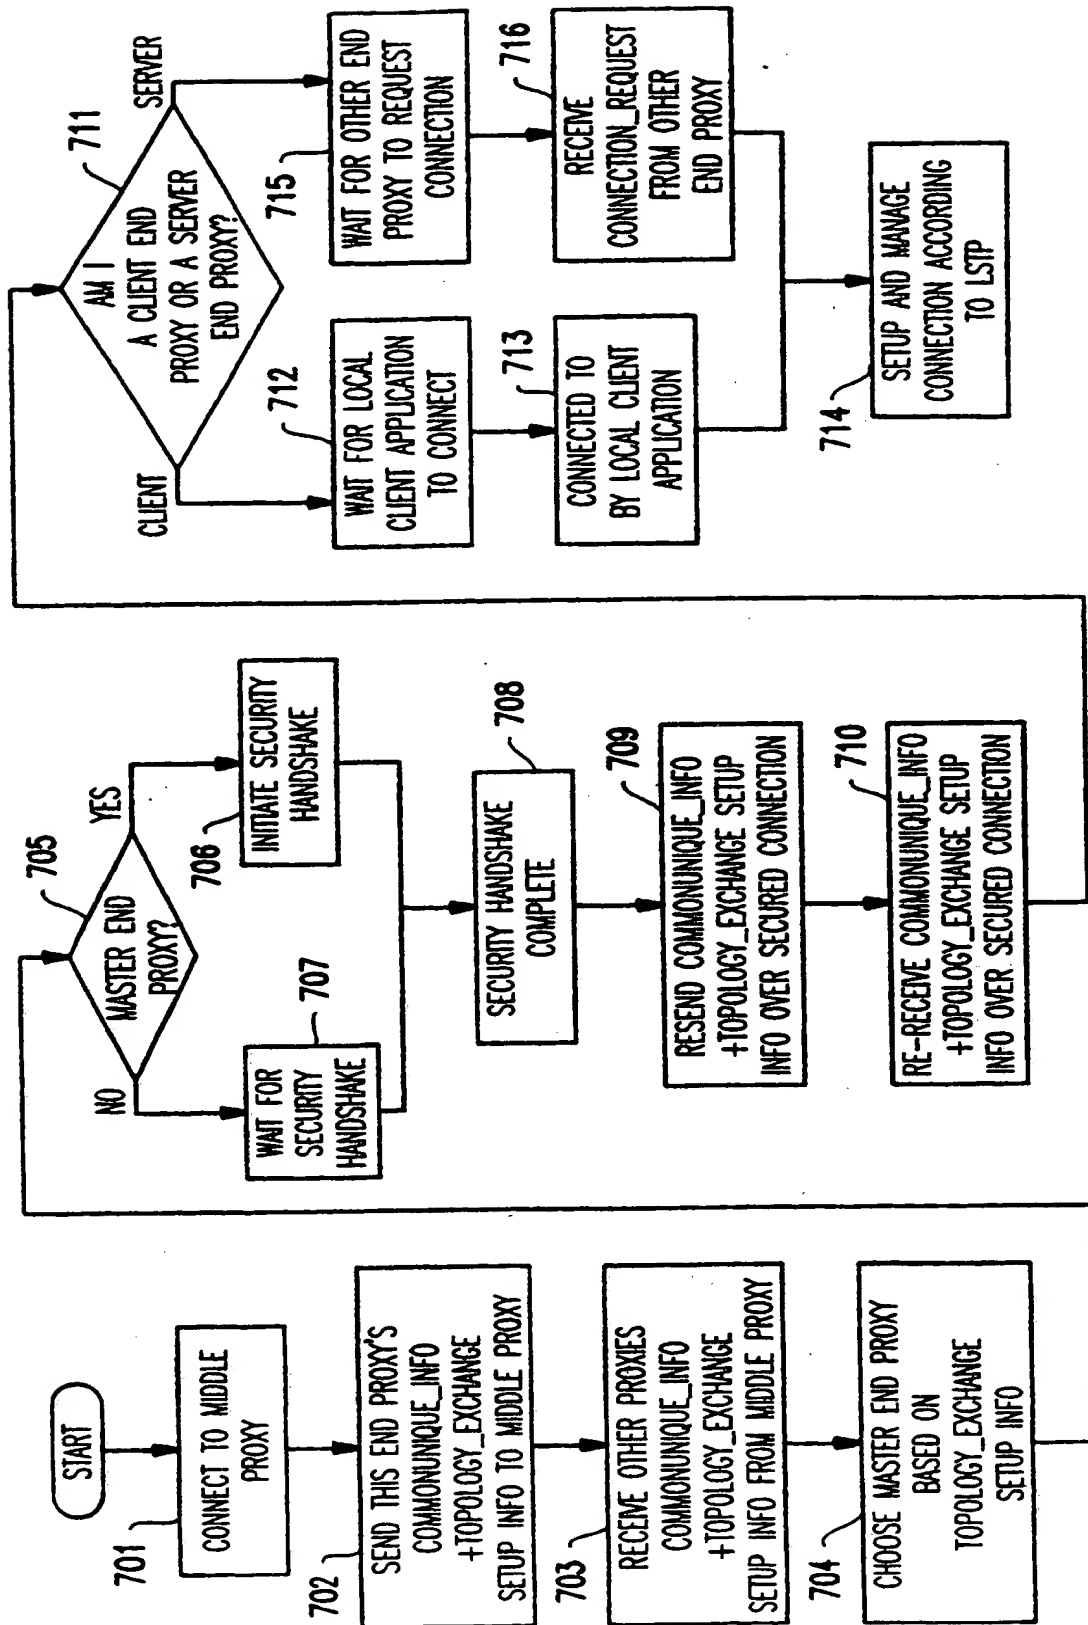 START
701
CONNECT TO MIDDLE
PROXY
702
SEND THIS END PROXY'S
COMMONUNIQUE_INFO
+TOPOLOGY_EXCHANGE
SETUP INFO TO MIDDLE PROXY
703
RECEIVE OTHER PROXIES
COMMONUNIQUE_INFO
+TOPOLOGY_EXCHANGE
SETUP INFO FROM MIDDLE PROXY
704
CHOOSE MASTER END PROXY
BASED ON
TOPOLOGY_EXCHANGE
SETUP INFO
705
MASTER END
PROXY?
YES
NO
706
INITIATE SECURITY
HANDSHAKE
707
WAIT FOR
SECURITY
HANDSHAKE
708
SECURITY HANDSHAKE
COMPLETE
709
RESEND COMMONUNIQUE_INFO
+TOPOLOGY_EXCHANGE SETUP
INFO OVER SECURED CONNECTION
710
RE-RECEIVE COMMONUNIQUE_INFO
+TOPOLOGY_EXCHANGE SETUP
INFO OVER SECURED CONNECTION
711
AM I
A CLIENT END
PROXY OR A SERVER
END PROXY?
CLIENT
SERVER
712
WAIT FOR LOCAL
CLIENT APPLICATION
TO CONNECT
713
CONNECTED TO
BY LOCAL CLIENT
APPLICATION
715
WAIT FOR OTHER END
PROXY TO REQUEST
CONNECTION
716
RECEIVE
CONNECTION_REQUEST
FROM OTHER
END PROXY
714
SETUP AND MANAGE
CONNECTION ACCORDING
TO LSTP